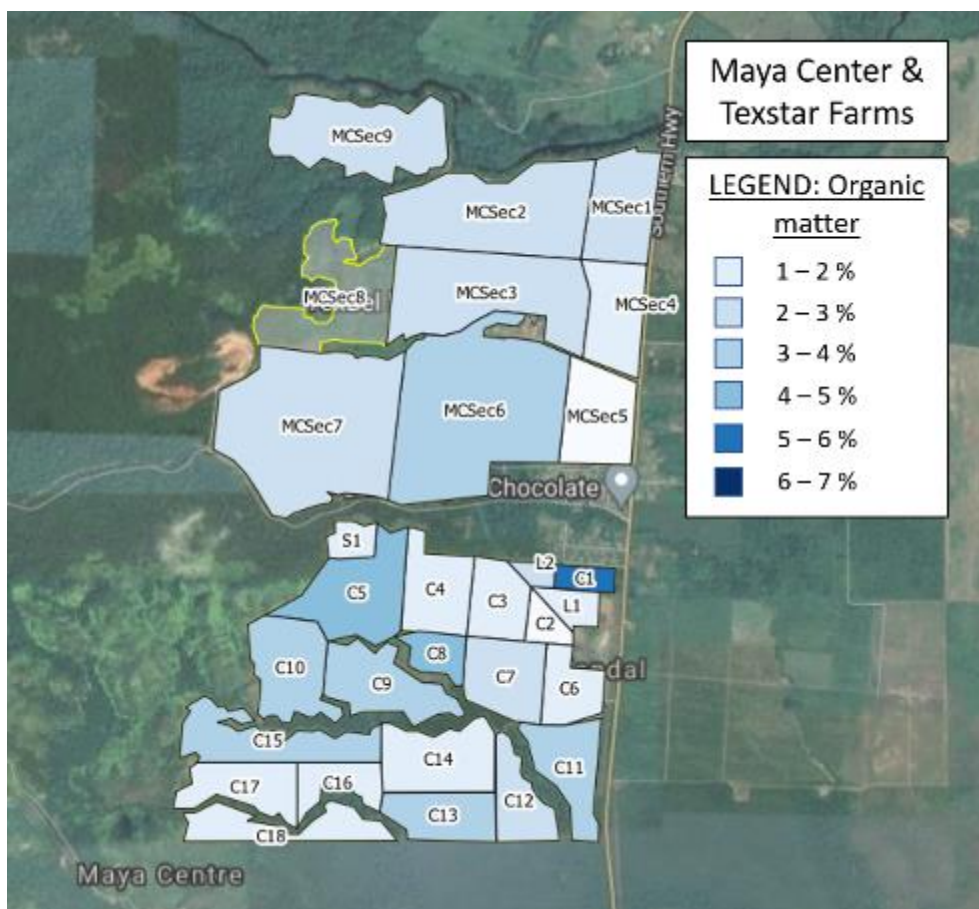 Maya Center &
Texstar Farms
LEGEND: Organic
matter
1 – 2 %
2 – 3 %
3 – 4 %
4 – 5 %
5 – 6 %
6 – 7 %
MCSec9
Southern Hwy
MCSec2
MCSec1
MCSec8
MCSec3
MCSec4
MCSec7
MCSec6
MCSec5
Chocolate
S1
C5
C4
C3
L2
C1
L1
C2
C10
C9
C8
C7
C6
C15
C14
C11
C17
C16
C13
C12
C18
Maya Centre